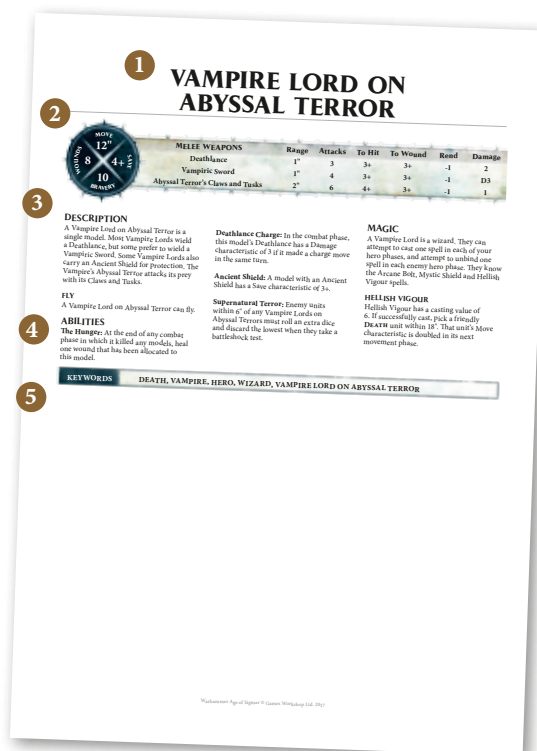 1
VAMPIRE LORD ON
ABYSSAL TERROR
2
MOVE
12"
WOUNDS
8
4+
SAVE
10
BRAVERY
MELEE WEAPONS Range Attacks To Hit To Wound Rend Damage
Deathlance 1" 3 3+ 3+ -1 2
Vampiric Sword 1" 4 3+ 3+ -1 D3
Abyssal Terror's Claws and Tusks 2" 6 4+ 3+ -1 1
3
DESCRIPTION
A Vampire Lord on Abyssal Terror is a
single model. Most Vampire Lords wield
a Deathlance, but some prefer to wield a
Vampiric Sword. Some Vampire Lords also
carry an Ancient Shield for protection. The
Vampire's Abyssal Terror attacks its prey
with its Claws and Tusks.
FLY
A Vampire Lord on Abyssal Terror can fly.
4
ABILITIES
The Hunger: At the end of any combat
phase in which it killed any models, heal
one wound that has been allocated to
this model.
Deathlance Charge: In the combat phase,
this model's Deathlance has a Damage
characteristic of 3 if it made a charge move
in the same turn.
Ancient Shield: A model with an Ancient
Shield has a Save characteristic of 3+.
Supernatural Terror: Enemy units
within 6" of any Vampire Lords on
Abyssal Terrors must roll an extra dice
and discard the lowest when they take a
battleshock test.
MAGIC
A Vampire Lord is a wizard. They can
attempt to cast one spell in each of your
hero phases, and attempt to unbind one
spell in each enemy hero phase. They know
the Arcane Bolt, Mystic Shield and Hellish
Vigour spells.
HELLISH VIGOUR
Hellish Vigour has a casting value of
6. If successfully cast, pick a friendly
DEATH unit within 18". That unit's Move
characteristic is doubled in its next
movement phase.
5
KEYWORDS DEATH, VAMPIRE, HERO, WIZARD, VAMPIRE LORD ON ABYSSAL TERROR
Warhammer Age of Sigmar © Games Workshop Ltd. 2015